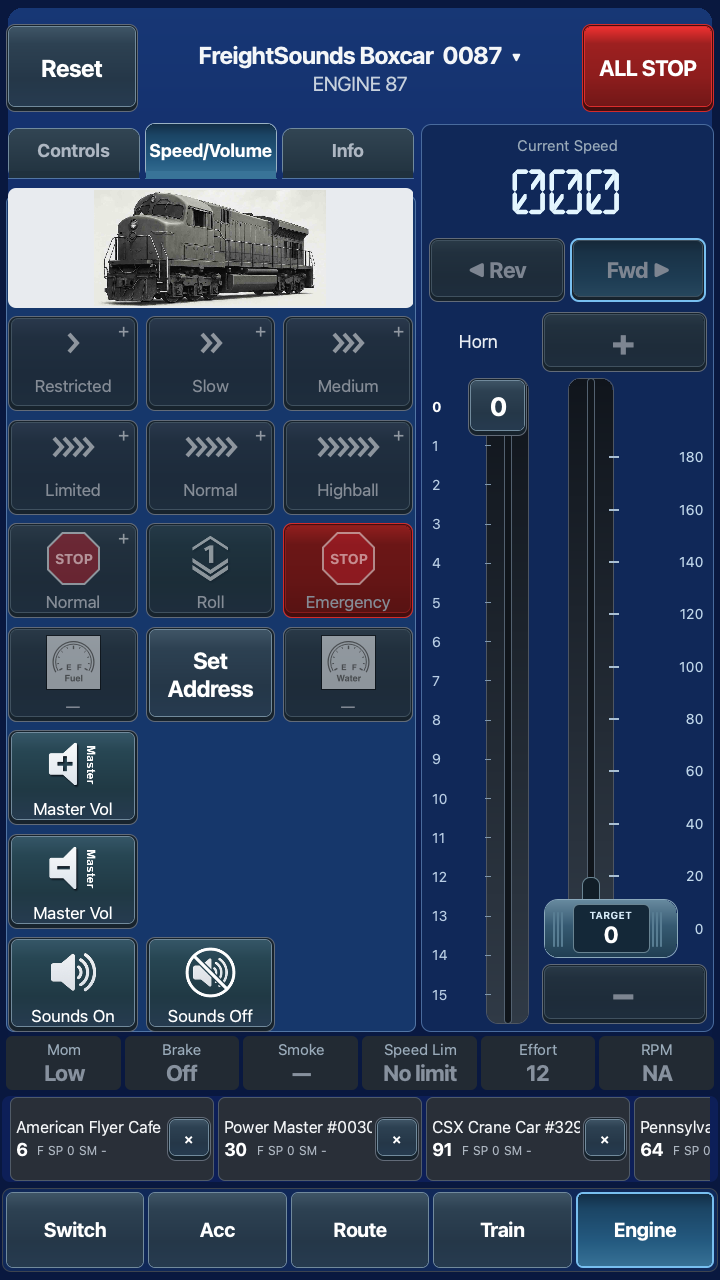 Reset
FreightSounds Boxcar 0087 ▼
ENGINE 87
ALL STOP
Controls
Speed/Volume
Info
Current Speed
000
◀ Rev
Fwd ▶
Horn
+
Restricted +
Slow +
Medium +
Limited +
Normal +
Highball +
STOP +
Normal
1
Roll
STOP
Emergency
E F
Fuel
—
Set
Address
E F
Water
—
+ Master
Master Vol
- Master
Master Vol
Sounds On
Sounds Off
0
0
1
2
3
4
5
6
7
8
9
10
11
12
13
14
15
180
160
140
120
100
80
60
40
20
0
TARGET
0
−
Mom
Low
Brake
Off
Smoke
—
Speed Lim
No limit
Effort
12
RPM
NA
American Flyer Cafe
6 F SP 0 SM -
×
Power Master #0030
30 F SP 0 SM -
×
CSX Crane Car #329
91 F SP 0 SM -
×
Pennsylva
64 F SP 0
Switch
Acc
Route
Train
Engine